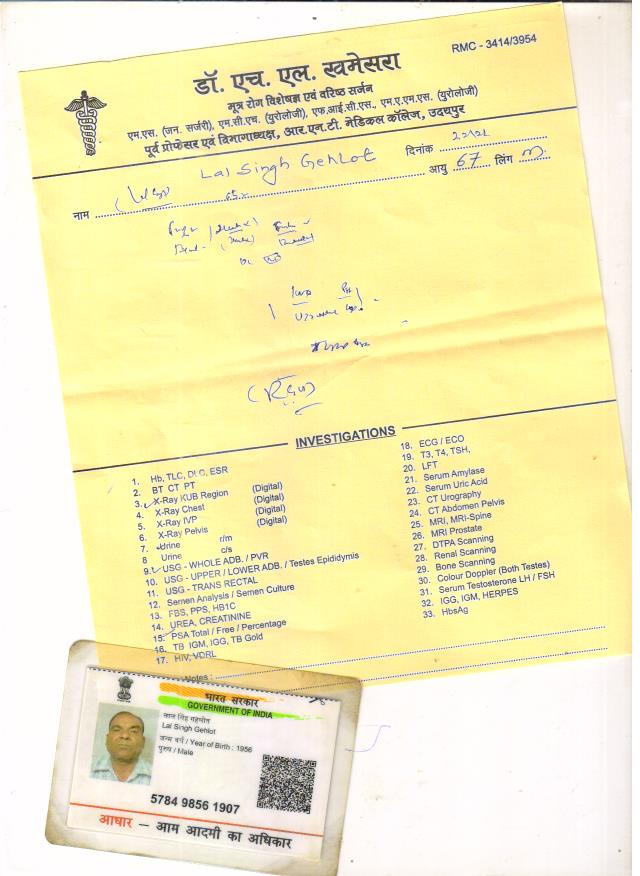 RMC - 3414/3954
डॉ. एच. एल. खमेसरा
मूत्र रोग विशेषज्ञ एवं वरिष्ठ सर्जन
एम.एस. (जन. सर्जरी), एम.सी.एच. (युरोलोजी), एफ.आई.सी.एस., एम.ए.एम.एस. (युरोलोजी)
पूर्व प्रोफेसर एवं विभागाध्यक्ष, आर.एन.टी. मेडिकल कॉलेज, उदयपुर
दिनांक
नाम Lal Singh Gehlot आयु 67 लिंग m.
INVESTIGATIONS
1. Hb, TLC, DLC, ESR
2. BT CT PT
3. X-Ray KUB Region (Digital)
4. X-Ray Chest (Digital)
5. X-Ray IVP (Digital)
6. X-Ray Pelvis (Digital)
7. Urine r/m
8 Urine c/s
9. USG - WHOLE ADB. / PVR
10. USG - UPPER / LOWER ADB. / Testes Epididymis
11. USG - TRANS RECTAL
12. Semen Analysis / Semen Culture
13. FBS, PPS, HB1C
14. UREA, CREATININE
15. PSA Total / Free / Percentage
16. TB IGM, IGG, TB Gold
17. HIV, VDRL
18. ECG / ECO
19. T3, T4, TSH,
20. LFT
21. Serum Amylase
22. Serum Uric Acid
23. CT Urography
24. CT Abdomen Pelvis
25. MRI, MRI-Spine
26. MRI Prostate
27. DTPA Scanning
28. Renal Scanning
29. Bone Scanning
30. Colour Doppler (Both Testes)
31. Serum Testosterone LH / FSH
32. IGG, IGM, HERPES
33. HbsAg
Notes :
भारत सरकार
GOVERNMENT OF INDIA
लाल सिंह गहलोत
Lal Singh Gehlot
जन्म वर्ष / Year of Birth : 1956
पुरुष / Male
5784 9856 1907
आधार — आम आदमी का अधिकार